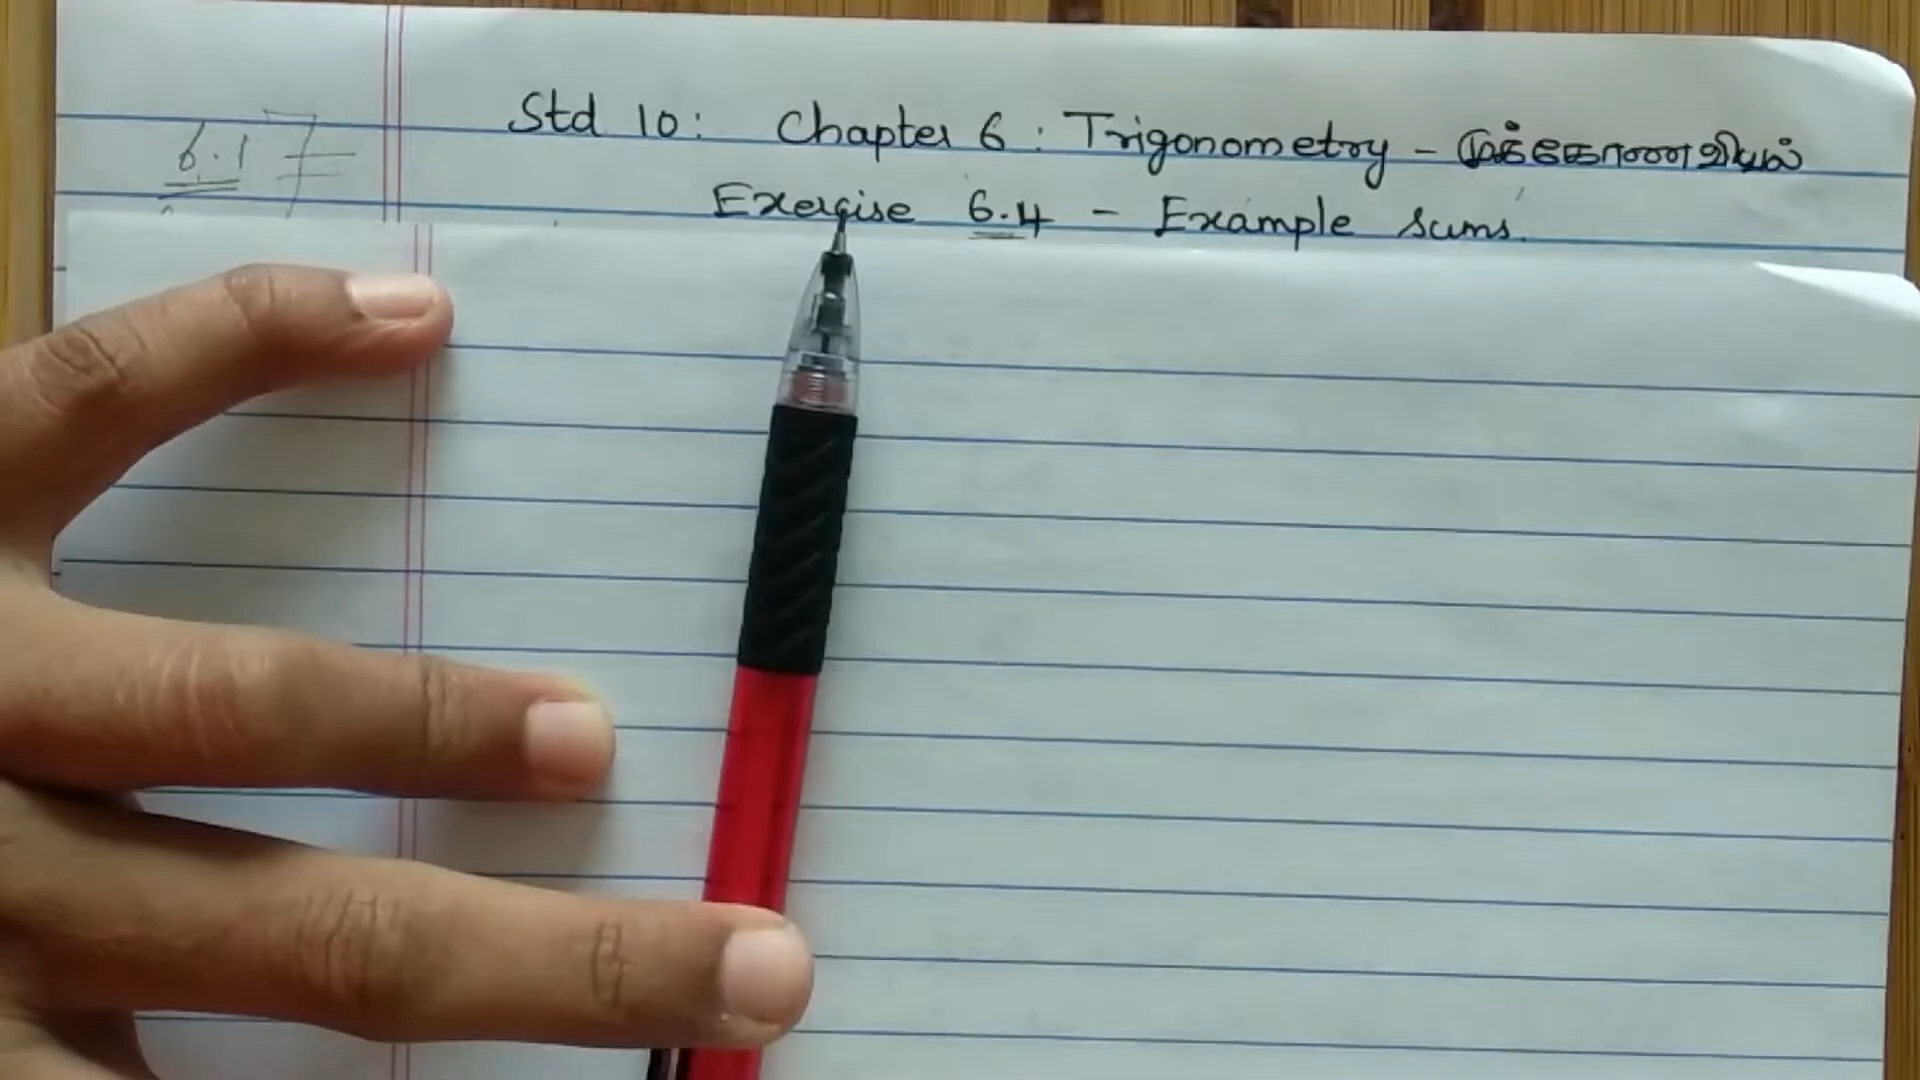 Std 10: Chapter 6 : Trigonometry - முக்கோணவியல்
Exercise 6.4 - Example sums.
6.1